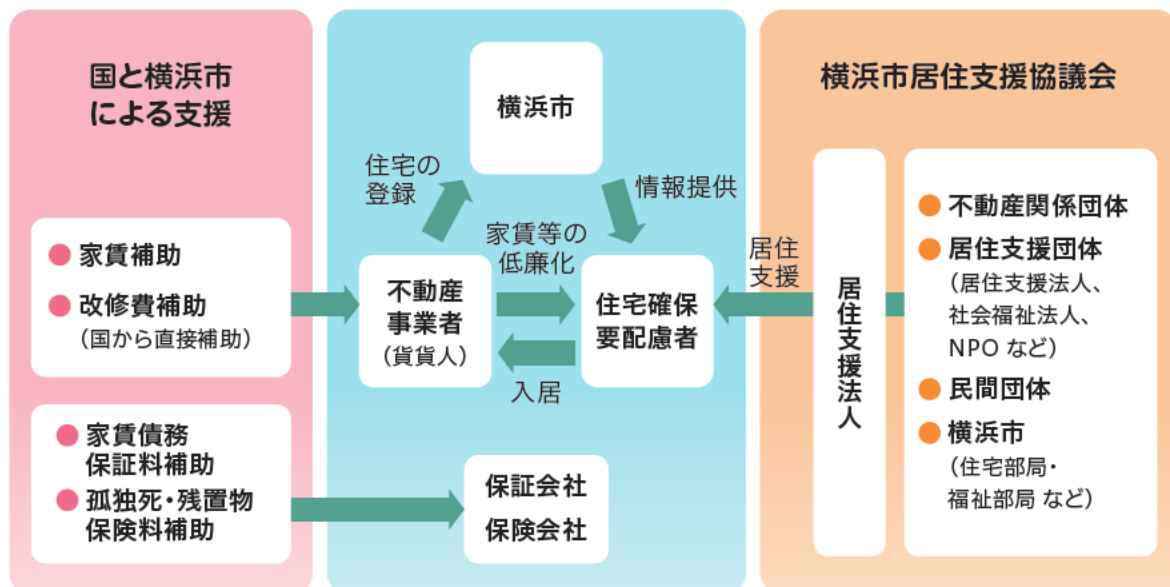 国と横浜市
による支援
● 家賃補助
● 改修費補助
（国から直接補助）
● 家賃債務
保証料補助
● 孤独死・残置物
保険料補助
横浜市
住宅の
登録
情報提供
家賃等の
低廉化
不動産
事業者
（貨貨人）
住宅確保
要配慮者
入居
保証会社
保険会社
居住
支援
横浜市居住支援協議会
居住支援法人
● 不動産関係団体
● 居住支援団体
（居住支援法人、
社会福祉法人、
NPO など）
● 民間団体
● 横浜市
（住宅部局・
福祉部局 など）